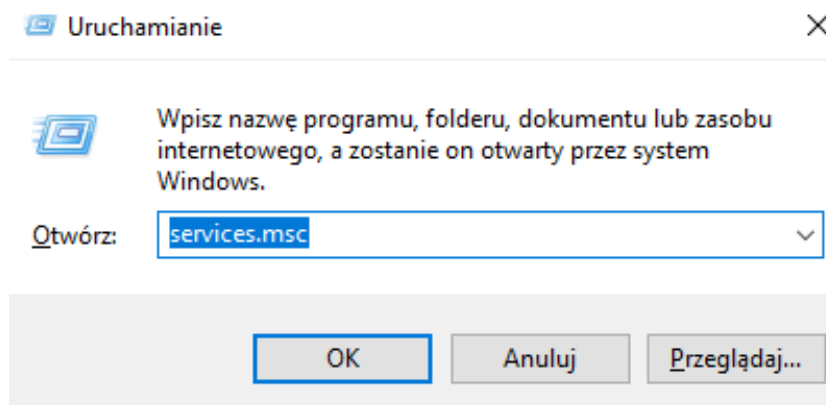 Uruchamianie
Wpisz nazwę programu, folderu, dokumentu lub zasobu
internetowego, a zostanie on otwarty przez system
Windows.
Otwórz: services.msc
OK Anuluj Przeglądaj...